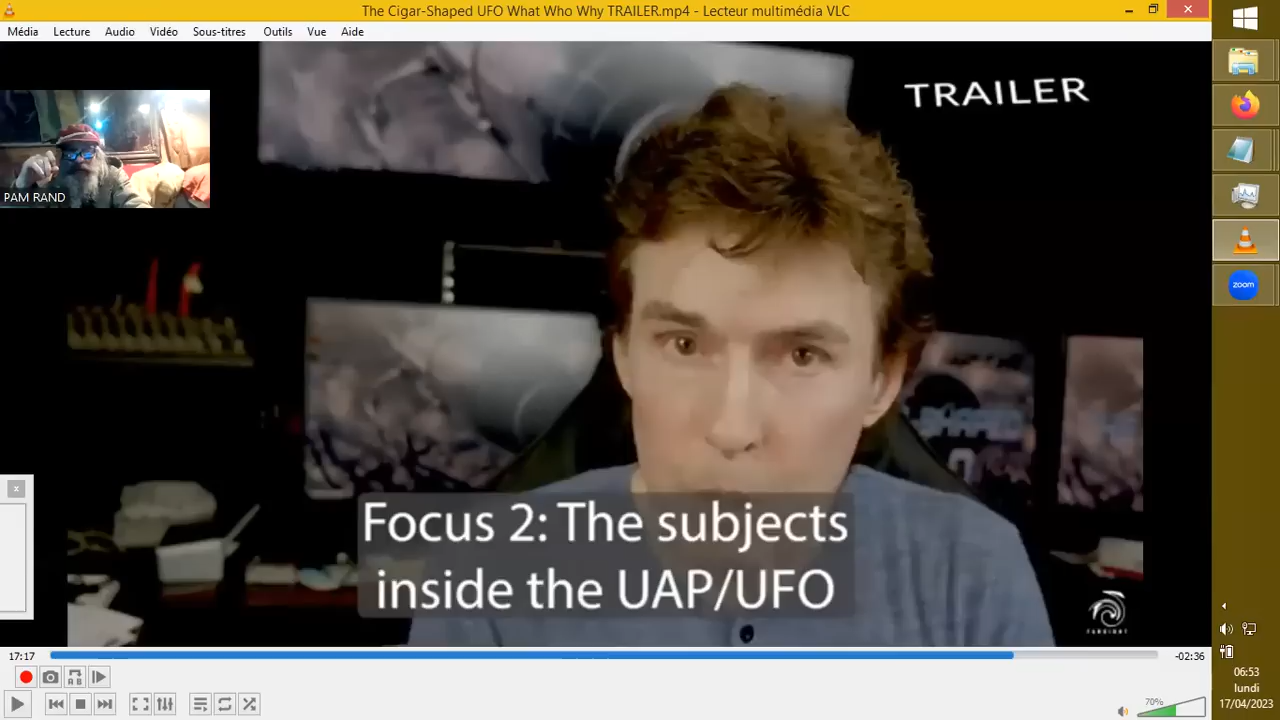 The Cigar-Shaped UFO What Who Why TRAILER.mp4 - Lecteur multimédia VLC
Média Lecture Audio Vidéo Sous-titres Outils Vue Aide
TRAILER
PAM RAND
Focus 2: The subjects
inside the UAP/UFO
FARSIGHT
17:17
-02:36
70%
zoom
06:53
lundi
17/04/2023